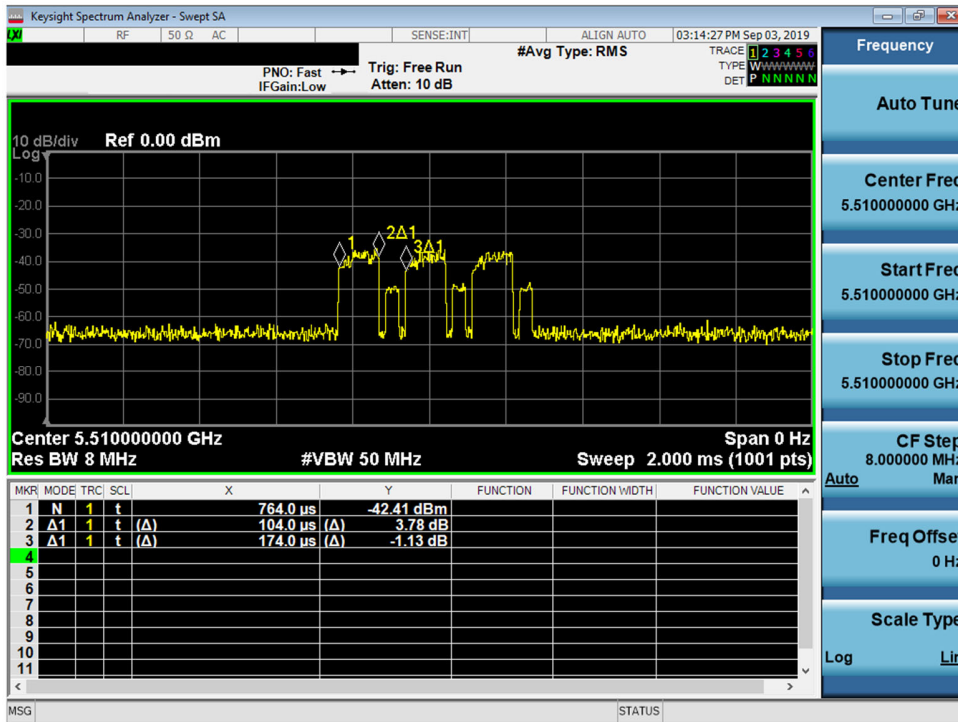 Keysight Spectrum Analyzer - Swept SA
LXI RF 50 Ω AC SENSE:INT ALIGN AUTO 03:14:27 PM Sep 03, 2019
#Avg Type: RMS
TRACE 1 2 3 4 5 6
TYPE W
DET P N N N N N
PNO: Fast Trig: Free Run
IFGain:Low Atten: 10 dB
10 dB/div Ref 0.00 dBm
Log
-10.0
-20.0
-30.0
-40.0
-50.0
-60.0
-70.0
-80.0
-90.0
1
2Δ1
3Δ1
Center 5.510000000 GHz Span 0 Hz
Res BW 8 MHz #VBW 50 MHz Sweep 2.000 ms (1001 pts)
MKR MODE TRC SCL X Y FUNCTION FUNCTION WIDTH FUNCTION VALUE
1 N 1 t 764.0 µs -42.41 dBm
2 Δ1 1 t (Δ) 104.0 µs (Δ) 3.78 dB
3 Δ1 1 t (Δ) 174.0 µs (Δ) -1.13 dB
4
5
6
7
8
9
10
11
MSG STATUS
Frequency
Auto Tune
Center Freq
5.510000000 GHz
Start Freq
5.510000000 GHz
Stop Freq
5.510000000 GHz
CF Step
8.000000 MHz
Auto Man
Freq Offset
0 Hz
Scale Type
Log Lin